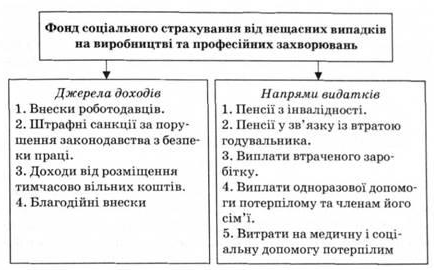 Фонд соціального страхування від нещасних випадків
на виробництві та професійних захворювань
Джерела доходів
1. Внески роботодавців.
2. Штрафні санкції за пору-
шення законодавства з безпе-
ки праці.
3. Доходи від розміщення
тимчасово вільних коштів.
4. Благодійні внески
Напрями видатків
1. Пенсії з інвалідності.
2. Пенсії у зв'язку із втратою
годувальника.
3. Виплати втраченого заро-
бітку.
4. Виплати одноразової допомо-
ги потерпілому та членам його
сім'ї.
5. Витрати на медичну і соці-
альну допомогу потерпілим